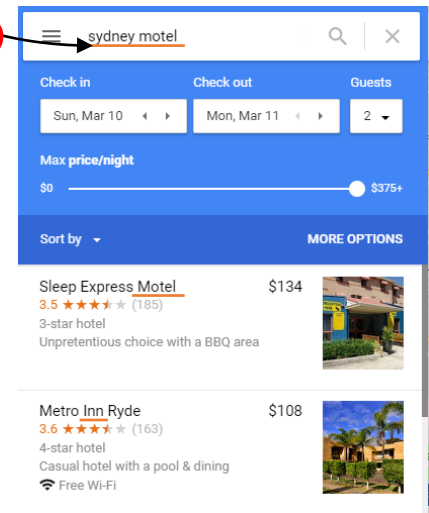 sydney motel
Check in Check out Guests
Sun, Mar 10 Mon, Mar 11 2
Max price/night
$0 $375+
Sort by MORE OPTIONS
Sleep Express Motel $134
3.5 ★★★★★ (185)
3-star hotel
Unpretentious choice with a BBQ area
Metro Inn Ryde $108
3.6 ★★★★★ (163)
4-star hotel
Casual hotel with a pool & dining
Free Wi-Fi